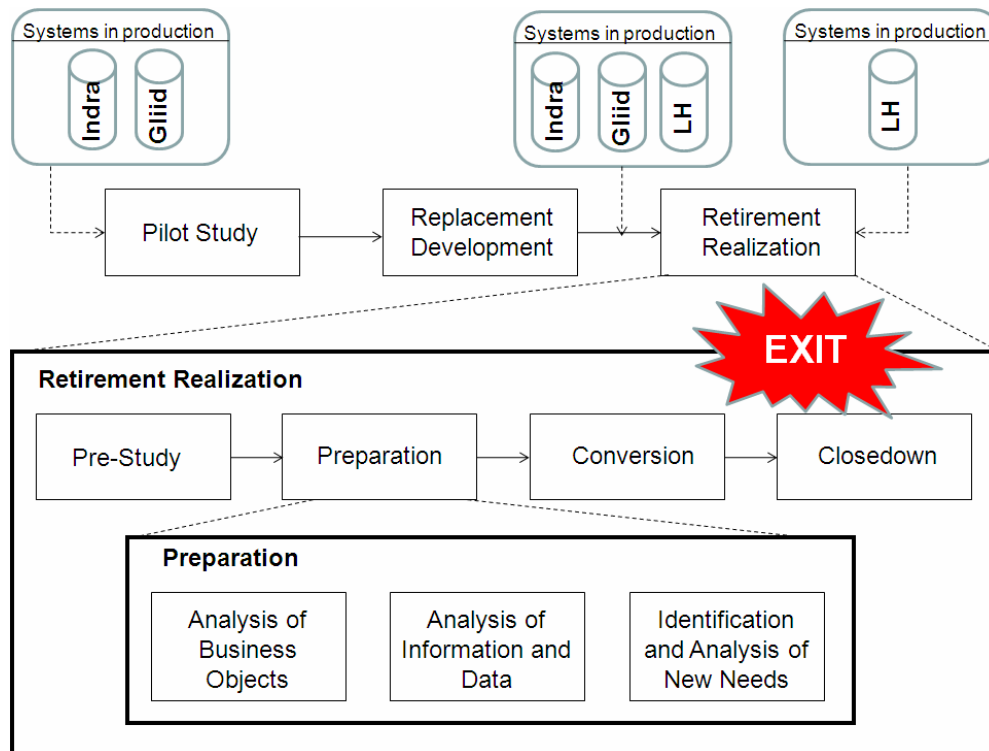 Systems in production
Indra
Gliid
Systems in production
Indra
Gliid
LH
Systems in production
LH
Pilot Study
Replacement
Development
Retirement
Realization
EXIT
Retirement Realization
Pre-Study
Preparation
Conversion
Closedown
Preparation
Analysis of
Business
Objects
Analysis of
Information and
Data
Identification
and Analysis of
New Needs